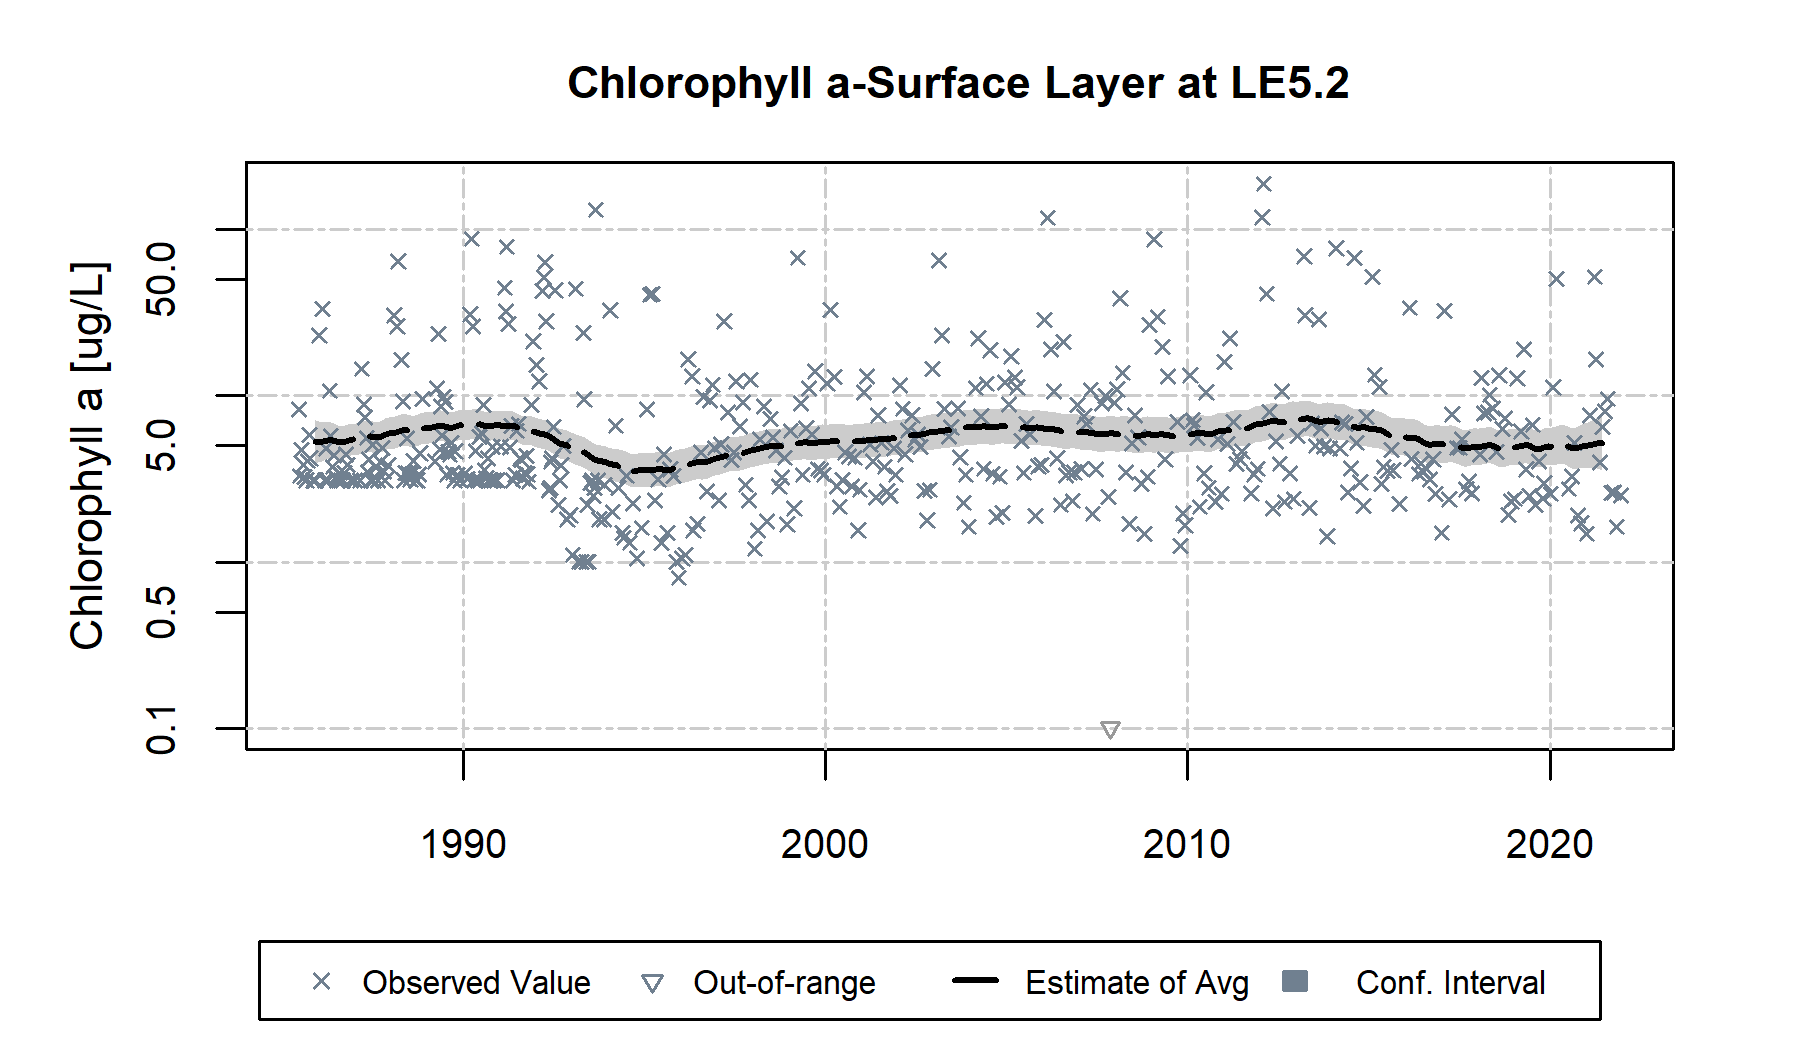 Chlorophyll a-Surface Layer at LE5.2
Chlorophyll a [ug/L]
50.0
5.0
0.5
0.1
1990 2000 2010 2020
Observed Value Out-of-range Estimate of Avg Conf. Interval